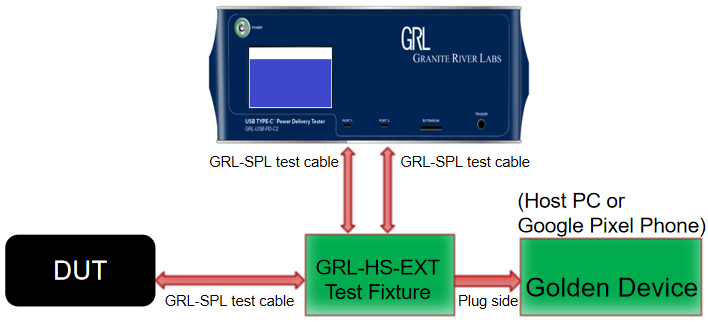 POWER
GRL
GRANITE RIVER LABS
USB TYPE-C™ Power Delivery Tester
GRL-USB-PD-C2
PORT 1
PORT 2
EXTENSION
TRIGGER
GRL-SPL test cable
GRL-SPL test cable
(Host PC or
Google Pixel Phone)
DUT
GRL-SPL test cable
GRL-HS-EXT
Test Fixture
Plug side
Golden Device